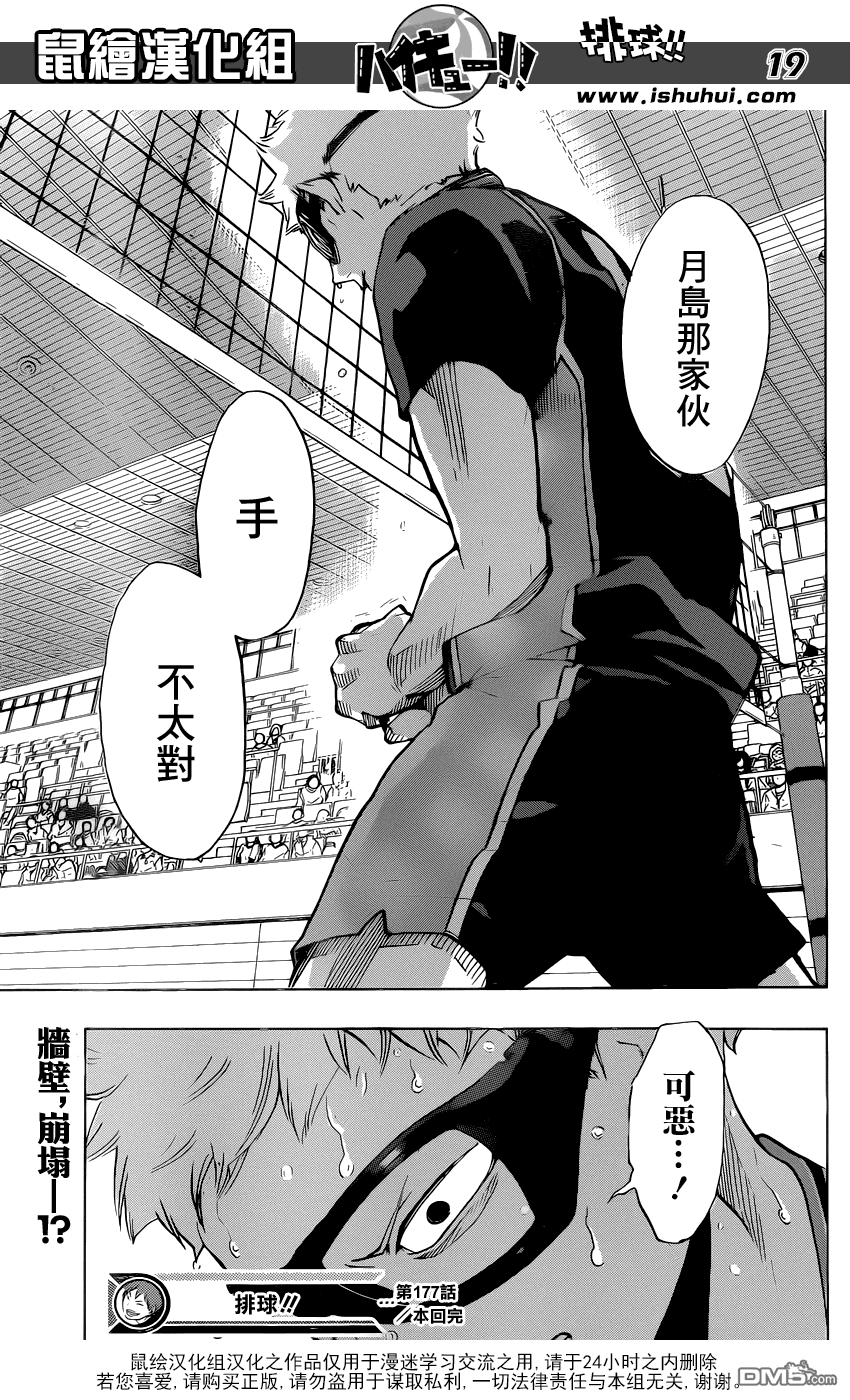 鼠繪漢化組
ハイキュー!!
排球!!
19
www.ishuhui.com
月島那家伙
手
不太對
可惡…!
牆壁，崩塌—!?
排球!!
…第177話
／本回完
鼠绘汉化组汉化之作品仅用于漫迷学习交流之用, 请于24小时之内删除
若您喜爱, 请购买正版, 请勿盗用于谋取私利, 一切法律责任与本组无关, 谢谢。
DM5.com